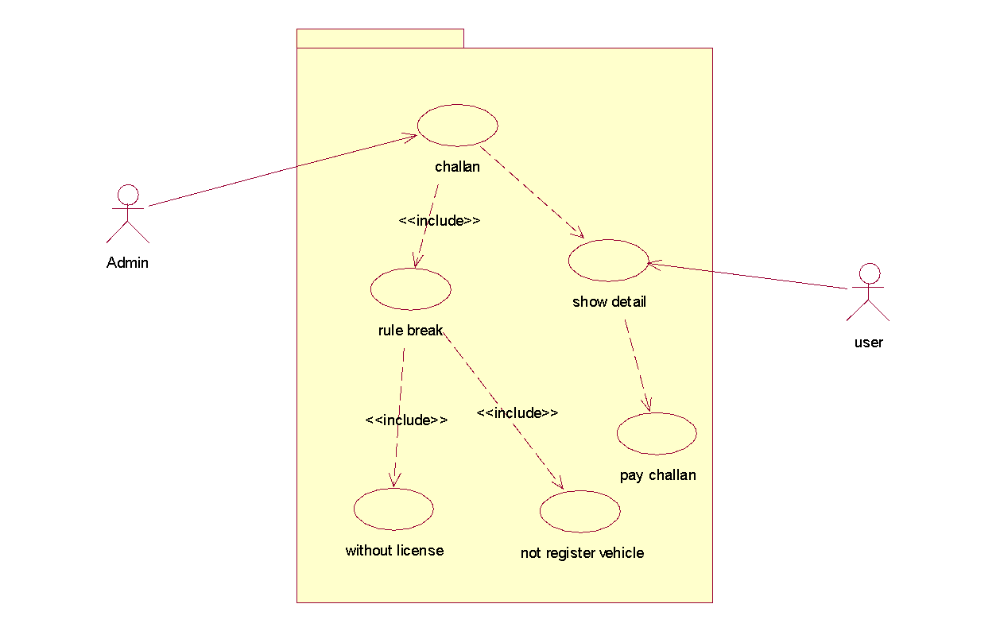 challan
<<include>>
Admin
show detail
rule break
user
<<include>>
<<include>>
pay challan
without license
not register vehicle